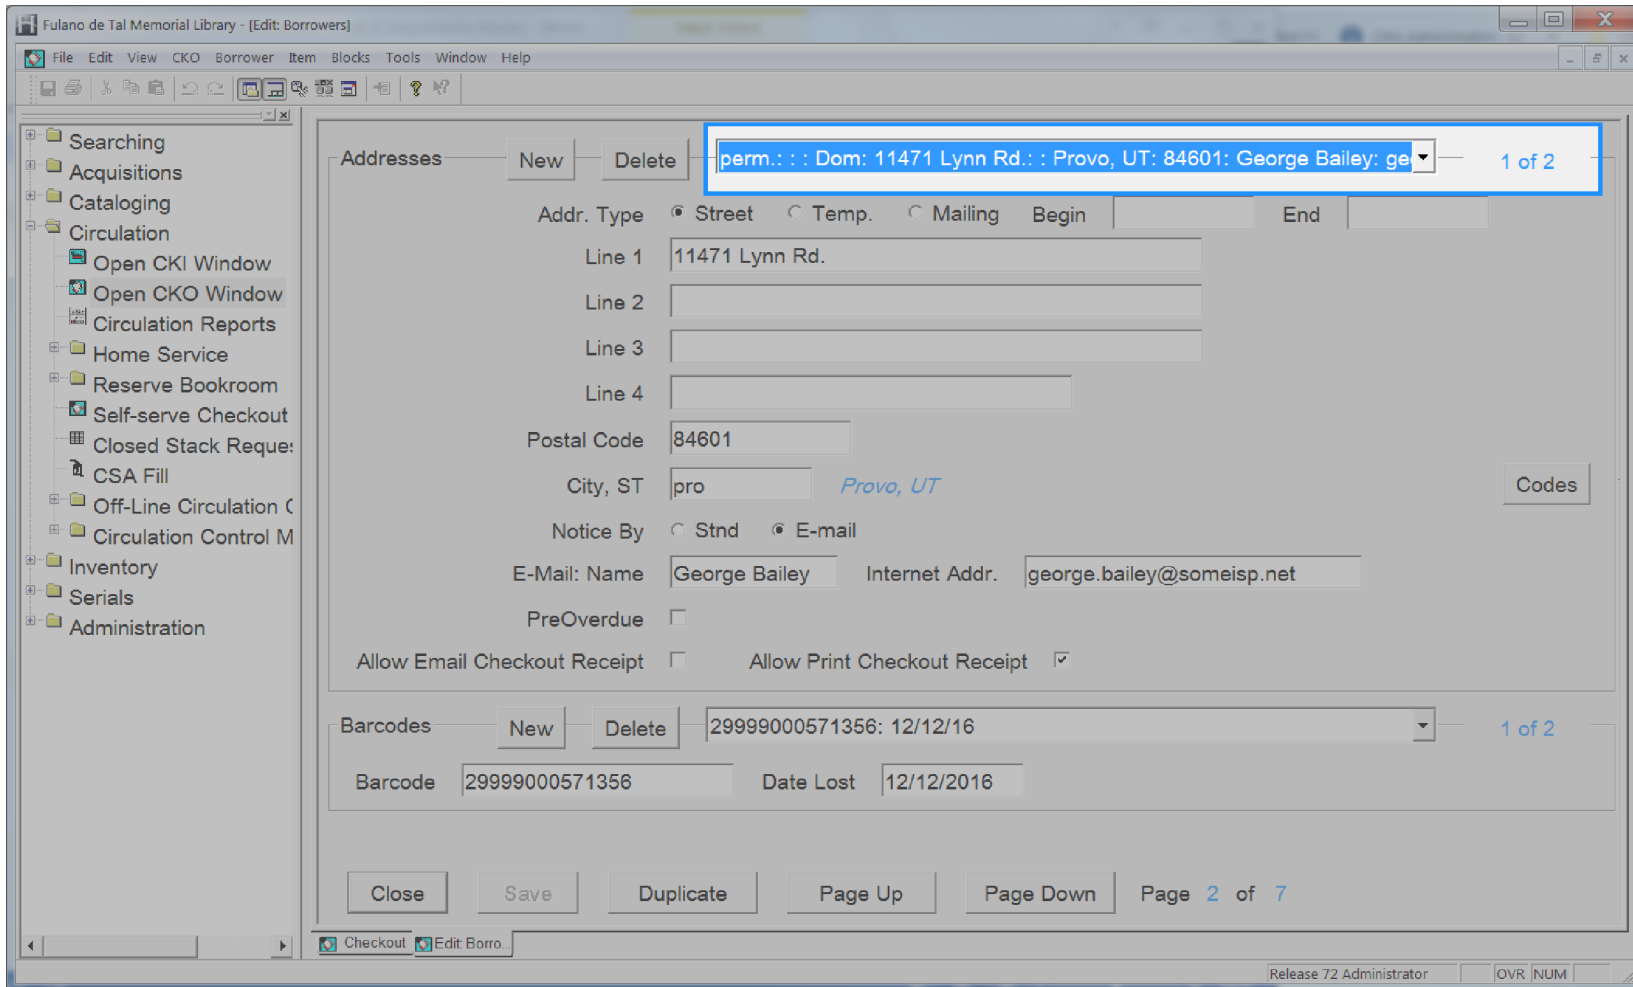 Fulano de Tal Memorial Library - [Edit: Borrowers]
File Edit View CKO Borrower Item Blocks Tools Window Help
Searching
Acquisitions
Cataloging
Circulation
Open CKI Window
Open CKO Window
Circulation Reports
Home Service
Reserve Bookroom
Self-serve Checkout
Closed Stack Reques
CSA Fill
Off-Line Circulation C
Circulation Control M
Inventory
Serials
Administration
Addresses New Delete perm.: : : Dom: 11471 Lynn Rd.: : Provo, UT: 84601: George Bailey: geo 1 of 2
Addr. Type Street Temp. Mailing Begin End
Line 1 11471 Lynn Rd.
Line 2
Line 3
Line 4
Postal Code 84601
City, ST pro Provo, UT Codes
Notice By Stnd E-mail
E-Mail: Name George Bailey Internet Addr. george.bailey@someisp.net
PreOverdue
Allow Email Checkout Receipt Allow Print Checkout Receipt
Barcodes New Delete 29999000571356: 12/12/16 1 of 2
Barcode 29999000571356 Date Lost 12/12/2016
Close Save Duplicate Page Up Page Down Page 2 of 7
Checkout Edit: Borro...
Release 72 Administrator OVR NUM